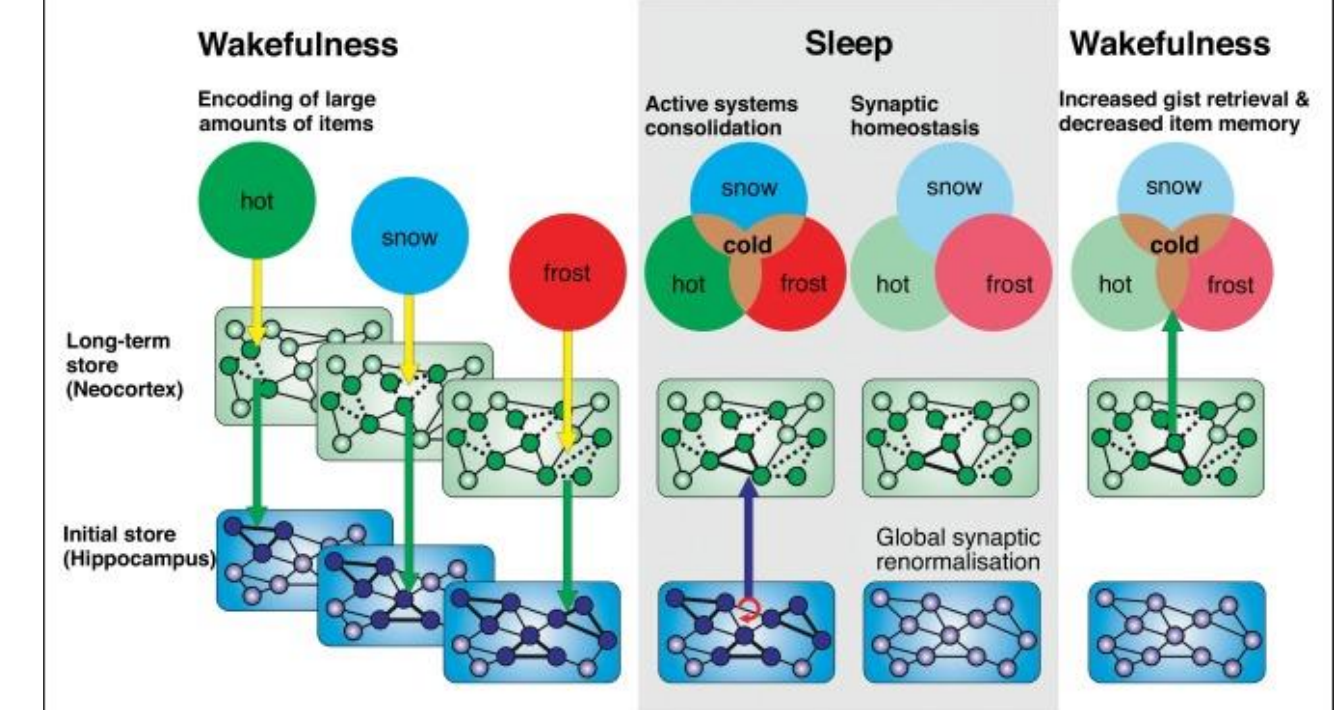 Wakefulness
Encoding of large
amounts of items
hot
snow
frost
Long-term
store
(Neocortex)
Initial store
(Hippocampus)
Sleep
Active systems
consolidation
snow
cold
hot
frost
Synaptic
homeostasis
snow
hot
frost
Global synaptic
renormalisation
Wakefulness
Increased gist retrieval &
decreased item memory
snow
cold
hot
frost